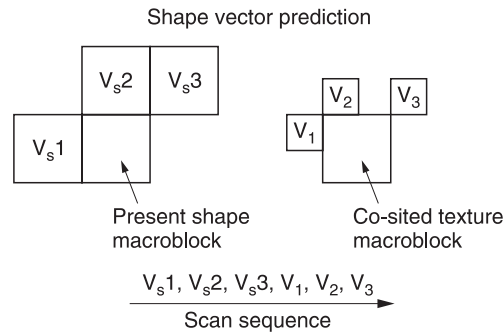 Shape vector prediction
Vs2 Vs3
Vs1
V2 V3
V1
Present shape
macroblock
Co-sited texture
macroblock
Vs1, Vs2, Vs3, V1, V2, V3
Scan sequence